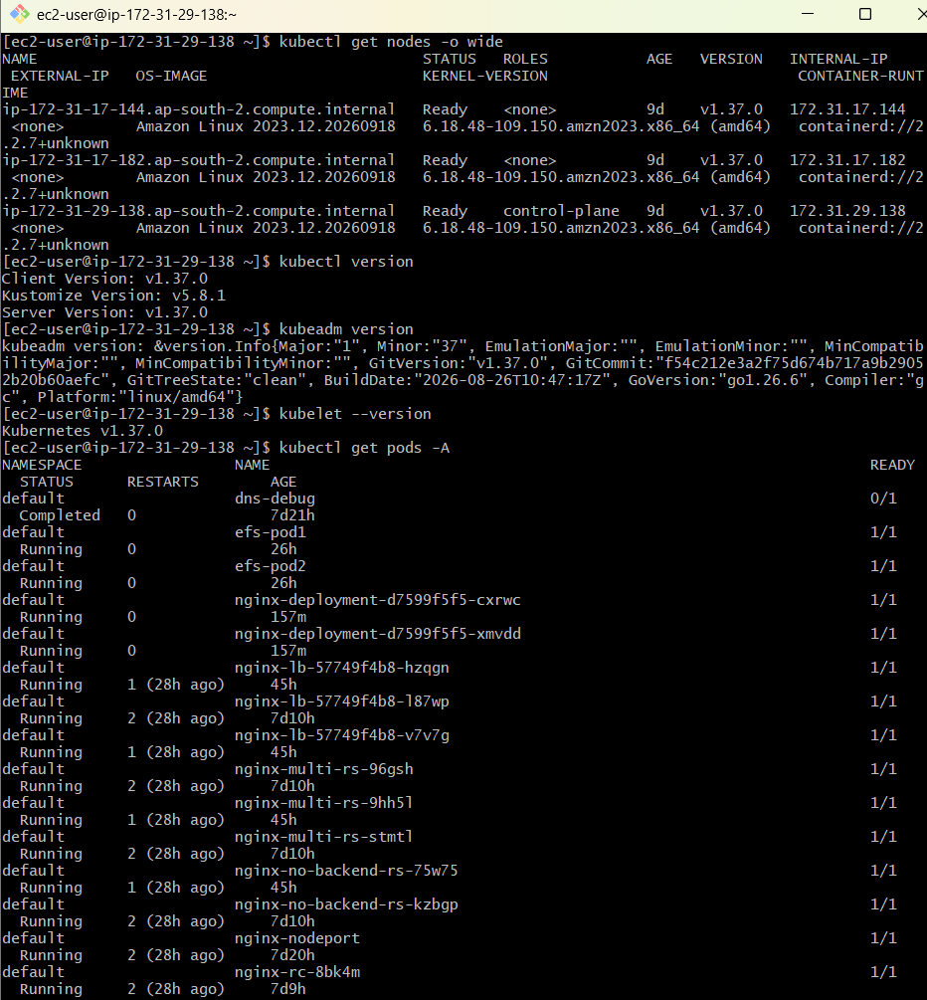 ec2-user@ip-172-31-29-138:~
[ec2-user@ip-172-31-29-138 ~]$ kubectl get nodes -o wide
NAME STATUS ROLES AGE VERSION INTERNAL-IP
EXTERNAL-IP OS-IMAGE KERNEL-VERSION CONTAINER-RUNT
IME
ip-172-31-17-144.ap-south-2.compute.internal Ready <none> 9d v1.37.0 172.31.17.144
<none> Amazon Linux 2023.12.20260918 6.18.48-109.150.amzn2023.x86_64 (amd64) containerd://2
.2.7+unknown
ip-172-31-17-182.ap-south-2.compute.internal Ready <none> 9d v1.37.0 172.31.17.182
<none> Amazon Linux 2023.12.20260918 6.18.48-109.150.amzn2023.x86_64 (amd64) containerd://2
.2.7+unknown
ip-172-31-29-138.ap-south-2.compute.internal Ready control-plane 9d v1.37.0 172.31.29.138
<none> Amazon Linux 2023.12.20260918 6.18.48-109.150.amzn2023.x86_64 (amd64) containerd://2
.2.7+unknown
[ec2-user@ip-172-31-29-138 ~]$ kubectl version
Client Version: v1.37.0
Kustomize Version: v5.8.1
Server Version: v1.37.0
[ec2-user@ip-172-31-29-138 ~]$ kubeadm version
kubeadm version: &version.Info{Major:"1", Minor:"37", EmulationMajor:"", EmulationMinor:"", MinCompatib
ilityMajor:"", MinCompatibilityMinor:"", GitVersion:"v1.37.0", GitCommit:"f54c212e3a2f75d674b717a9b2905
2b20b60aefc", GitTreeState:"clean", BuildDate:"2026-08-26T10:47:17Z", GoVersion:"go1.26.6", Compiler:"g
c", Platform:"linux/amd64"}
[ec2-user@ip-172-31-29-138 ~]$ kubelet --version
Kubernetes v1.37.0
[ec2-user@ip-172-31-29-138 ~]$ kubectl get pods -A
NAMESPACE NAME READY
STATUS RESTARTS AGE
default dns-debug 0/1
Completed 0 7d21h
default efs-pod1 1/1
Running 0 26h
default efs-pod2 1/1
Running 0 26h
default nginx-deployment-d7599f5f5-cxrwc 1/1
Running 0 157m
default nginx-deployment-d7599f5f5-xmvdd 1/1
Running 0 157m
default nginx-lb-57749f4b8-hzqgn 1/1
Running 1 (28h ago) 45h
default nginx-lb-57749f4b8-l87wp 1/1
Running 2 (28h ago) 7d10h
default nginx-lb-57749f4b8-v7v7g 1/1
Running 1 (28h ago) 45h
default nginx-multi-rs-96gsh 1/1
Running 2 (28h ago) 7d10h
default nginx-multi-rs-9hh5l 1/1
Running 1 (28h ago) 45h
default nginx-multi-rs-stmtl 1/1
Running 2 (28h ago) 7d10h
default nginx-no-backend-rs-75w75 1/1
Running 1 (28h ago) 45h
default nginx-no-backend-rs-kzbgp 1/1
Running 2 (28h ago) 7d10h
default nginx-nodeport 1/1
Running 2 (28h ago) 7d20h
default nginx-rc-8bk4m 1/1
Running 2 (28h ago) 7d9h